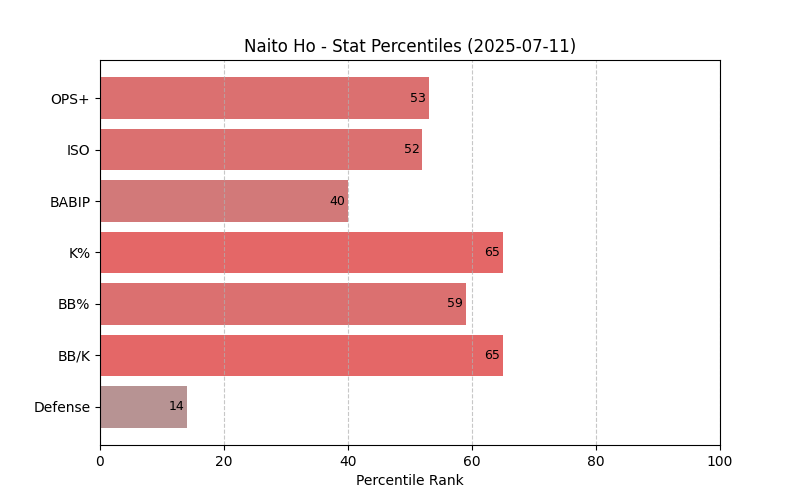 Naito Ho - Stat Percentiles (2025-07-11)
OPS+ 53
ISO 52
BABIP 40
K% 65
BB% 59
BB/K 65
Defense 14
0 20 40 60 80 100
Percentile Rank